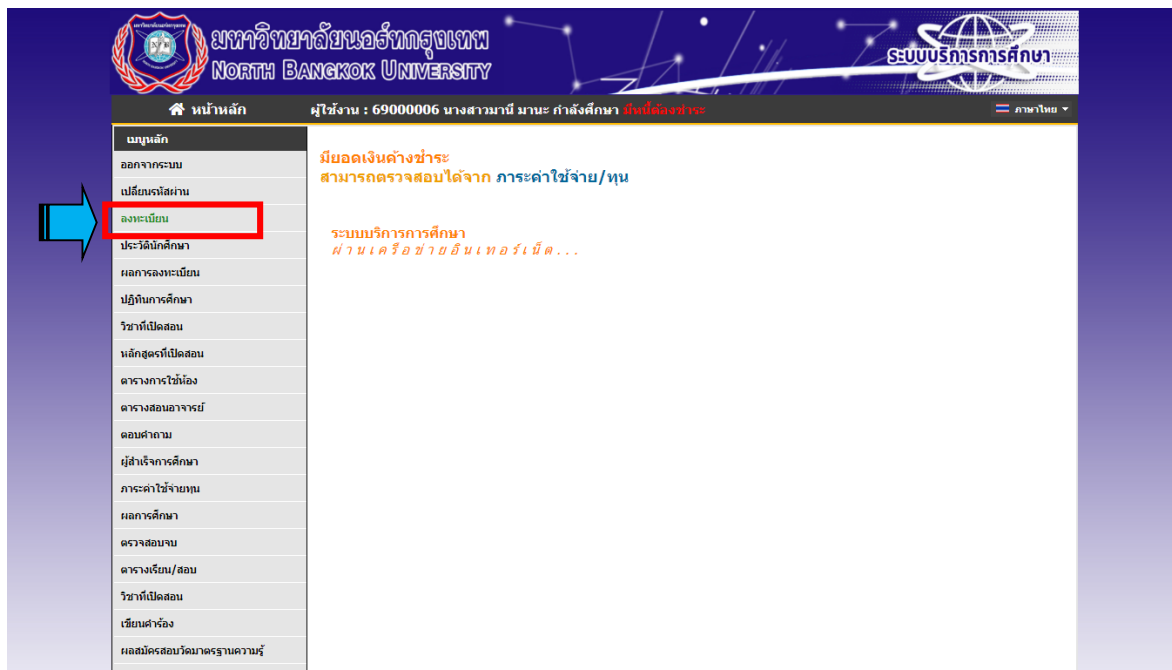 มหาวิทยาลัยนอร์ทกรุงเทพ
NORTH BANGKOK UNIVERSITY
ระบบบริการการศึกษา
หน้าหลัก
ผู้ใช้งาน : 69000006 นางสาวมานี มานะ กำลังศึกษา มีหนี้ต้องชำระ
ภาษาไทย
เมนูหลัก
ออกจากระบบ
เปลี่ยนรหัสผ่าน
ลงทะเบียน
ประวัตินักศึกษา
ผลการลงทะเบียน
ปฏิทินการศึกษา
วิชาที่เปิดสอน
หลักสูตรที่เปิดสอน
ตารางการใช้ห้อง
ตารางสอนอาจารย์
ตอบคำถาม
ผู้สำเร็จการศึกษา
ภาระค่าใช้จ่ายทุน
ผลการศึกษา
ตรวจสอบจบ
ตารางเรียน/สอน
วิชาที่เปิดสอน
เขียนคำร้อง
ผลสมัครสอบวัดมาตรฐานความรู้
มียอดเงินค้างชำระ
สามารถตรวจสอบได้จาก ภาระค่าใช้จ่าย/ทุน
ระบบบริการการศึกษา
ผ่านเครือข่ายอินเทอร์เน็ต...